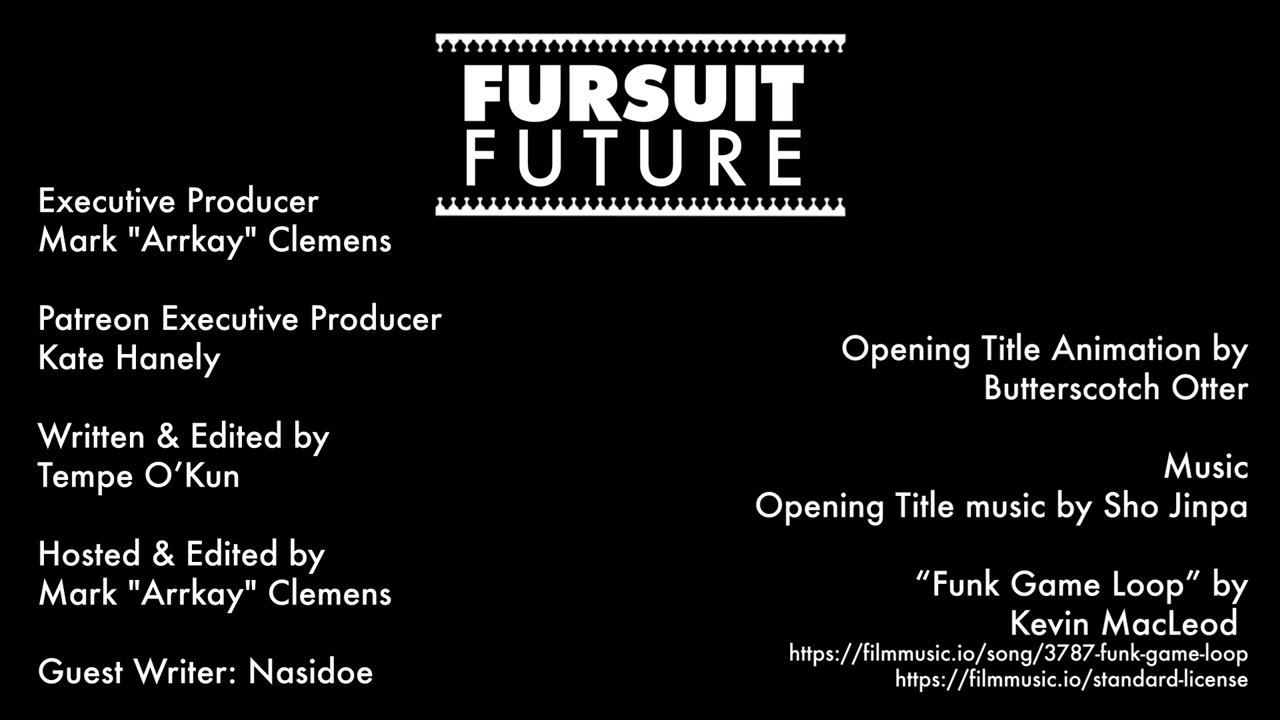 FURSUIT
FUTURE
Executive Producer
Mark "Arrkay" Clemens
Patreon Executive Producer
Kate Hanely
Written & Edited by
Tempe O’Kun
Hosted & Edited by
Mark "Arrkay" Clemens
Guest Writer: Nasidoe
Opening Title Animation by
Butterscotch Otter
Music
Opening Title music by Sho Jinpa
“Funk Game Loop” by
Kevin MacLeod
https://filmmusic.io/song/3787-funk-game-loop
https://filmmusic.io/standard-license